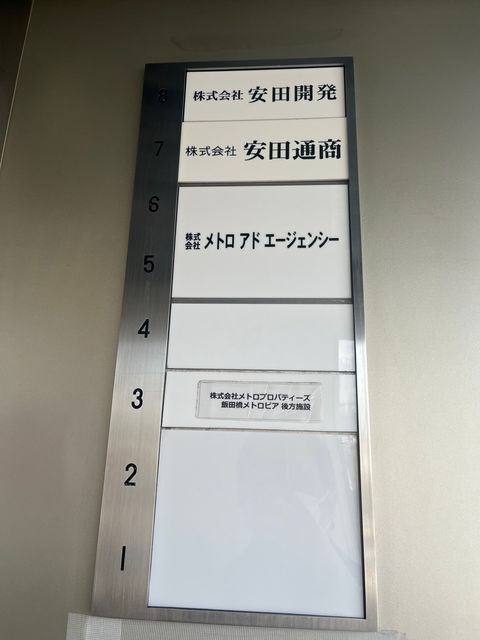 8 株式会社 安田開発
7 株式会社 安田通商
6
株式会社 メトロ アド エージェンシー
5
4
3 株式会社メトロプロパティーズ
飯田橋メトロピア 後方施設
2
1